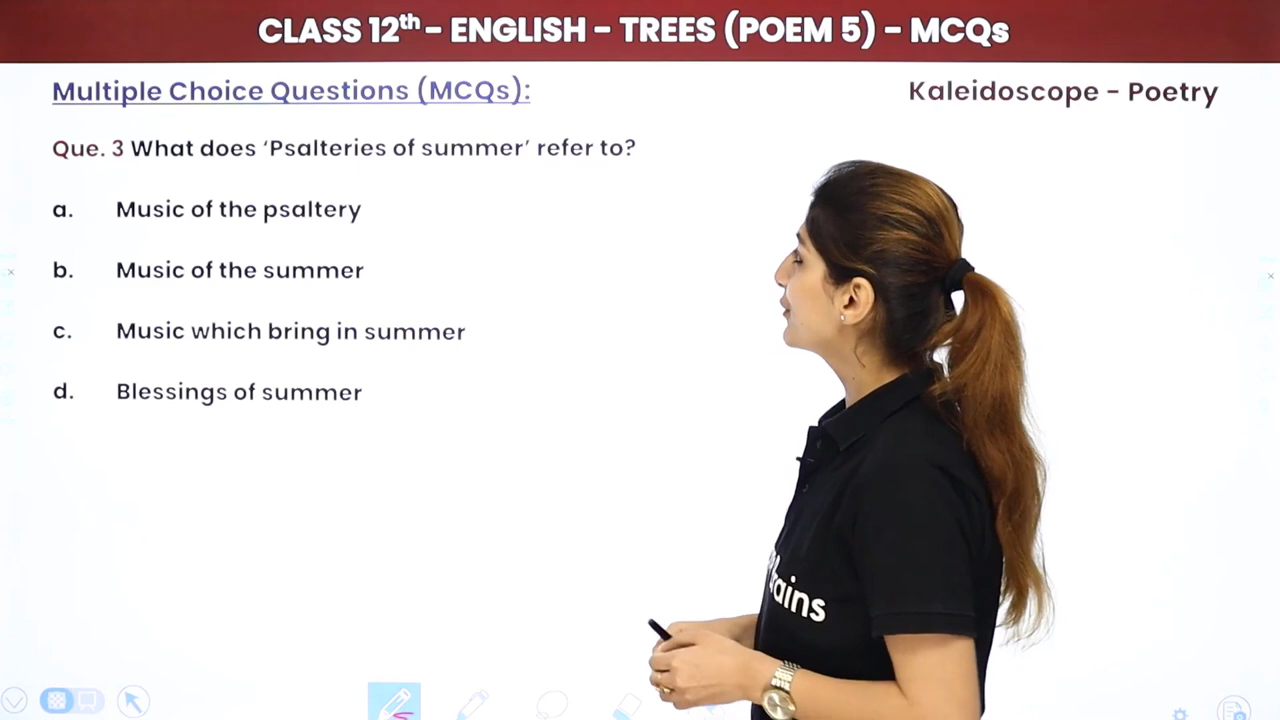 CLASS 12th - ENGLISH - TREES (POEM 5) - MCQs
Multiple Choice Questions (MCQs):
Kaleidoscope - Poetry
Que. 3 What does ‘Psalteries of summer’ refer to?
a. Music of the psaltery
b. Music of the summer
c. Music which bring in summer
d. Blessings of summer